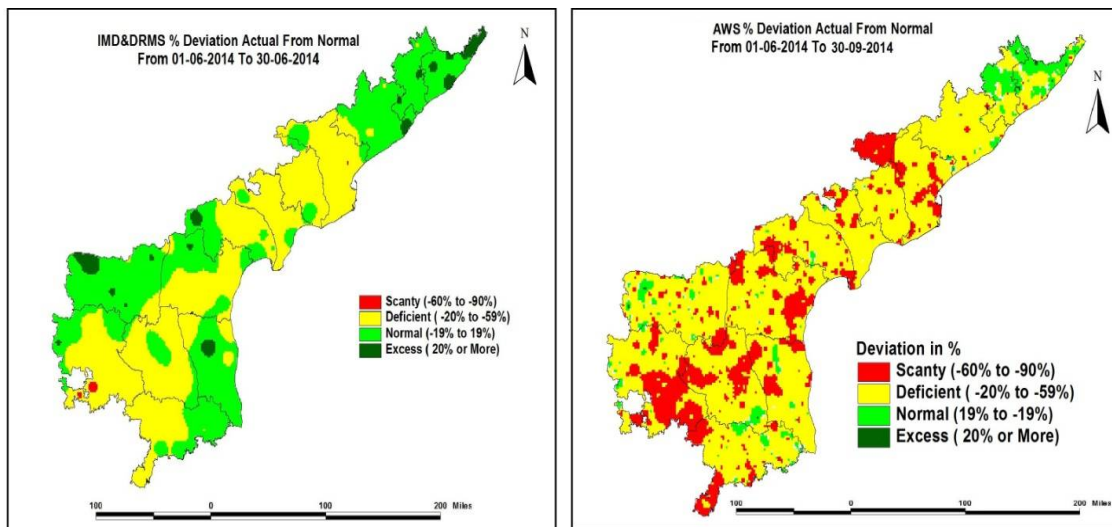 IMD&DRMS % Deviation Actual From Normal
From 01-06-2014 To 30-06-2014
N
Scanty (-60% to -90%)
Deficient ( -20% to -59%)
Normal (-19% to 19%)
Excess ( 20% or More)
100 0 100 200 Miles
AWS % Deviation Actual From Normal
From 01-06-2014 To 30-09-2014
N
Deviation in %
Scanty (-60% to -90%)
Deficient ( -20% to -59%)
Normal (19% to -19%)
Excess ( 20% or More)
100 0 100 200 Miles